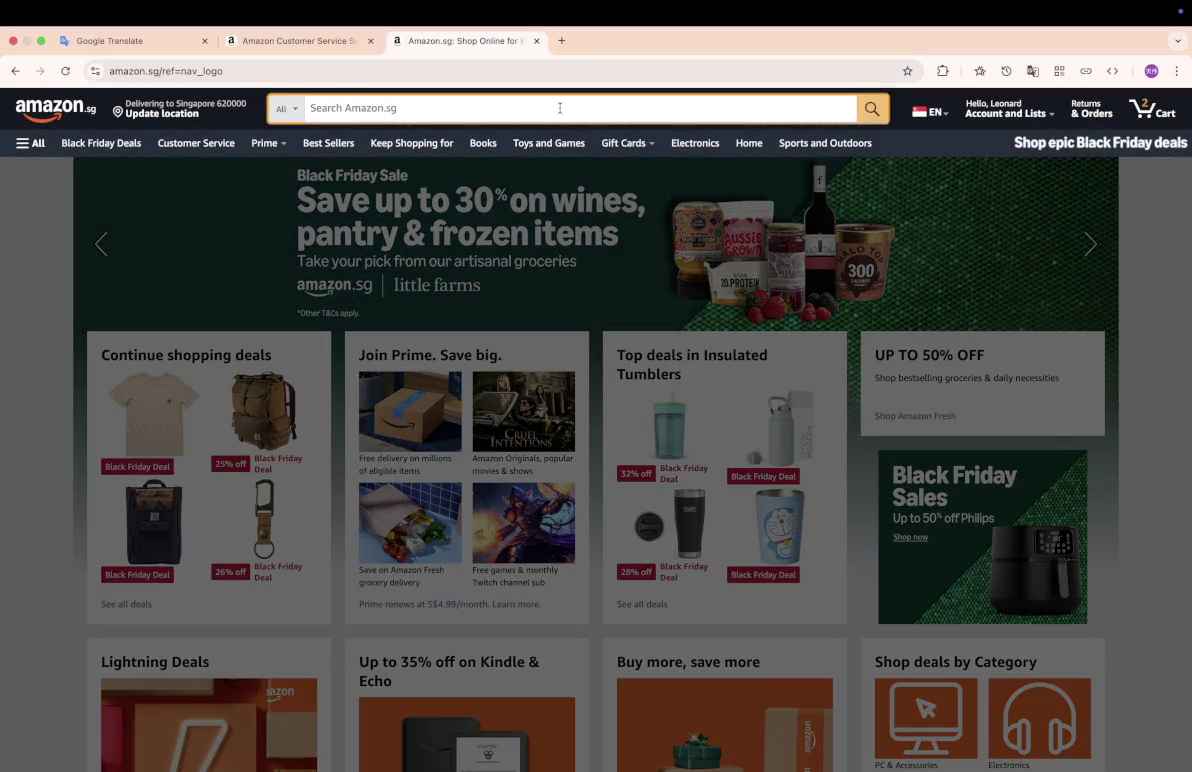 Google Translate
Amazon Customer Service S
Amazon.sg: Shop Online for E
amazon.sg/ref=nav_logo
amazon.sg
Delivering to Singapore 620000
Update location
All
Search Amazon.sg
EN
Hello, Leonard
Account and Lists
Returns
& Orders
2
Cart
All
Black Friday Deals
Customer Service
Prime
Best Sellers
Keep Shopping for
Books
Toys and Games
Gift Cards
Electronics
Home
Sports and Outdoors
Shop epic Black Friday deals
Black Friday Sale
Save up to 30% on wines,
pantry & frozen items
Take your pick from our artisanal groceries
amazon.sg | little farms
*Other T&Cs apply.
AUSSIE
GROWN
EVIA
20g PROTEIN
HALO TOP
300
CALORIES
Continue shopping deals
Black Friday Deal
25% off
Black Friday
Deal
Black Friday Deal
26% off
Black Friday
Deal
See all deals
Join Prime. Save big.
CRUEL
INTENTIONS
Free delivery on millions
of eligible items
Amazon Originals, popular
movies & shows
Save on Amazon Fresh
grocery delivery
Free games & monthly
Twitch channel sub
Prime renews at S$4.99/month. Learn more.
Top deals in Insulated
Tumblers
32% off
Black Friday
Deal
Black Friday Deal
28% off
Black Friday
Deal
Black Friday Deal
See all deals
UP TO 50% OFF
Shop bestselling groceries & daily necessities
Shop Amazon Fresh
Black Friday
Sales
Up to 50% off Philips
Shop now
Lightning Deals
Up to 35% off on Kindle &
Echo
Buy more, save more
amazon
Shop deals by Category
PC & Accessories
Electronics